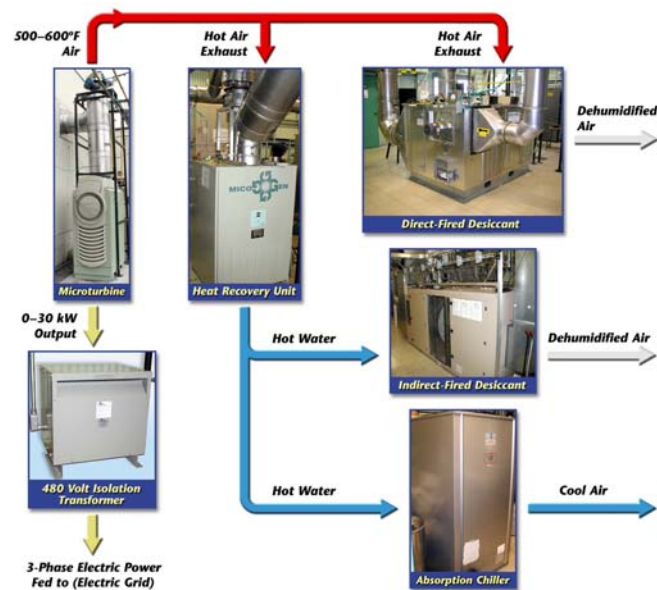 500–600°F
Air
Hot Air
Exhaust
Hot Air
Exhaust
Dehumidified
Air
MICOGEN
Direct-Fired Desiccant
Microturbine
Heat Recovery Unit
0–30 kW
Output
Hot Water
Dehumidified Air
Indirect-Fired Desiccant
480 Volt Isolation
Transformer
Hot Water
Cool Air
3-Phase Electric Power
Fed to (Electric Grid)
Absorption Chiller